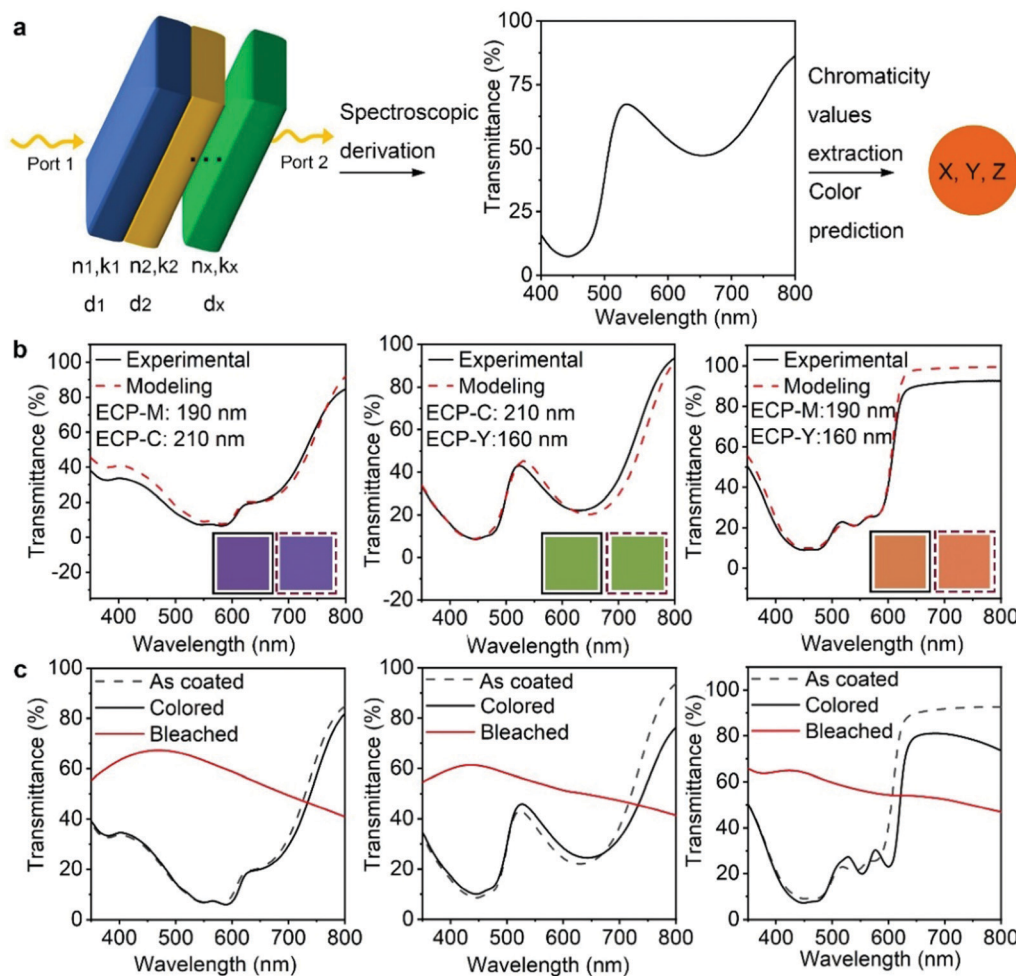 a
Port 1
Port 2
n1,k1 n2,k2 nx,kx
d1 d2 dx
Spectroscopic
derivation
Transmittance (%)
100
75
50
25
0
400 500 600 700 800
Wavelength (nm)
Chromaticity
values
extraction
Color
prediction
X, Y, Z
b
Transmittance (%)
100
80
60
40
20
0
-20
Experimental
Modeling
ECP-M: 190 nm
ECP-C: 210 nm
400 500 600 700 800
Wavelength (nm)
Transmittance (%)
100
80
60
40
20
0
-20
Experimental
Modeling
ECP-C: 210 nm
ECP-Y:160 nm
400 500 600 700 800
Wavelength (nm)
Transmittance (%)
100
80
60
40
20
0
Experimental
Modeling
ECP-M:190 nm
ECP-Y:160 nm
400 500 600 700 800
Wavelength (nm)
c
Transmittance (%)
100
80
60
40
20
0
As coated
Colored
Bleached
400 500 600 700 800
Wavelength (nm)
Transmittance (%)
100
80
60
40
20
0
As coated
Colored
Bleached
400 500 600 700 800
Wavelength (nm)
Transmittance (%)
100
80
60
40
20
0
As coated
Colored
Bleached
400 500 600 700 800
Wavelength (nm)